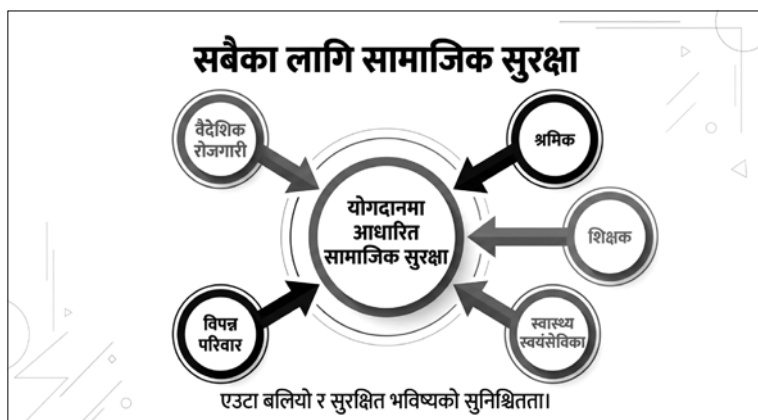 सबैका लागि सामाजिक सुरक्षा
वैदेशिक
रोजगारी
श्रमिक
योगदानमा
आधारित
सामाजिक सुरक्षा
शिक्षक
विपन्न
परिवार
स्वास्थ्य
स्वयंसेविका
एउटा बलियो र सुरक्षित भविष्यको सुनिश्चितता।